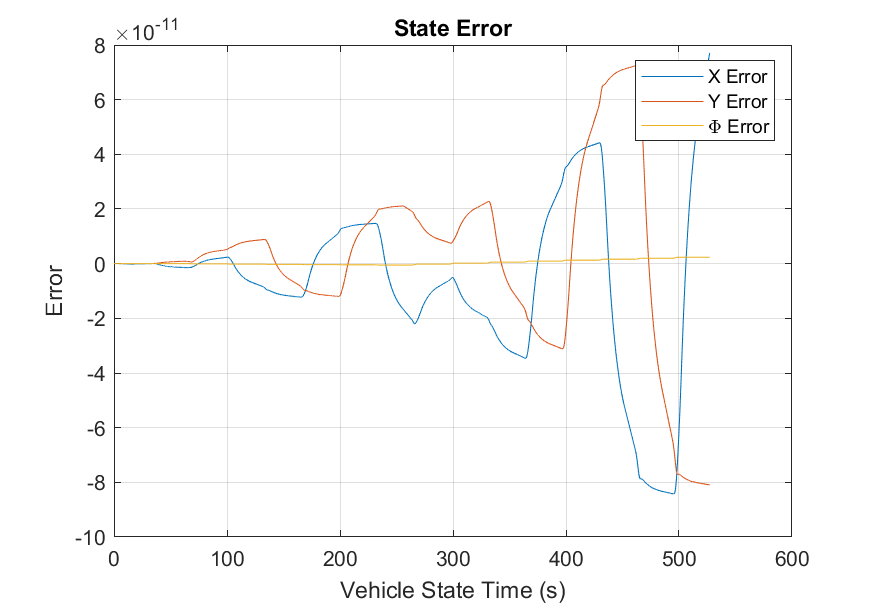 State Error
×10-11
8
6
4
2
0
-2
-4
-6
-8
-10
Error
X Error
Y Error
Φ Error
0 100 200 300 400 500 600
Vehicle State Time (s)